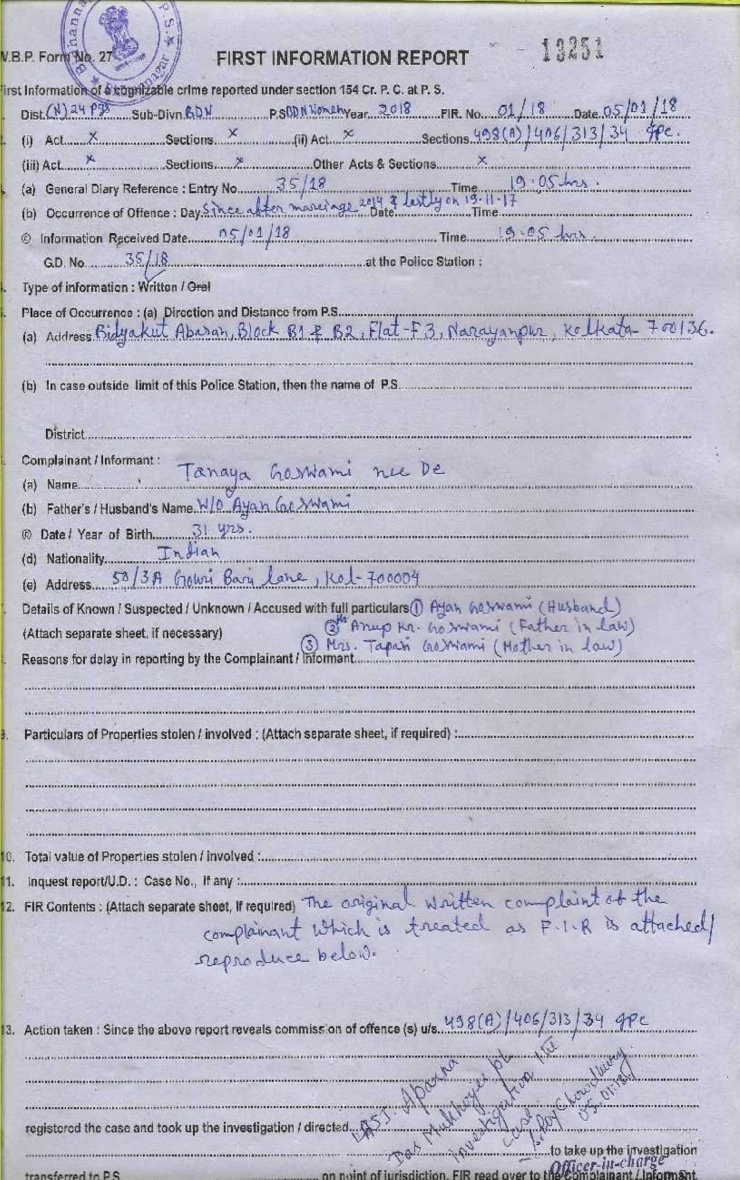 Bidhannagar P.S.
W.B.P. Form No. 27 FIRST INFORMATION REPORT 13251
First Information of a cognizable crime reported under section 154 Cr. P. C. at P. S.
Dist. (N) 24 Pgs Sub-Divn. BDN P.S. BDN Women Year 2018 FIR. No. 01/18 Date 05/01/18
(i) Act x Sections x (ii) Act x Sections 498(A)/406/313/34 IPC.
(iii) Act x Sections x Other Acts & Sections x
(a) General Diary Reference : Entry No. 35/18 Time 19.05 hrs.
(b) Occurrence of Offence : Day Since after marriage 2014 & lastly on 19-11-17 Date Time
© Information Received Date 05/01/18 Time 19.05 hrs.
G.D. No. 35/18 at the Police Station :
Type of information : Written / Oral
Place of Occurrence : (a) Direction and Distance from P.S.
(a) Address Bidyakut Abasan, Block B1 & B2, Flat-F3, Narayanpur, Kolkata 700136.
(b) In case outside limit of this Police Station, then the name of P.S.
District
Complainant / Informant :
(a) Name Tanaya Goswami nee De
(b) Father's / Husband's Name W/O Ayan Goswami
© Date / Year of Birth 31 yrs.
(d) Nationality Indian
(e) Address 50/3A Gouri Bari lane, Kol-700004
Details of Known / Suspected / Unknown / Accused with full particulars ① Ayan Goswami (Husband)
(Attach separate sheet, if necessary) ② Anup Kr. Goswami (Father in law)
③ Mrs. Tapasi Goswami (Mother in law)
Reasons for delay in reporting by the Complainant / Informant
9. Particulars of Properties stolen / involved : (Attach separate sheet, if required) :
10. Total value of Properties stolen / involved :
11. Inquest report/U.D. : Case No., if any :
12. FIR Contents : (Attach separate sheet, if required) The original written complaint of the
complainant which is treated as F.I.R is attached/
reproduce below.
13. Action taken : Since the above report reveals commission of offence (s) u/s. 498(A)/406/313/34 IPC
registered the case and took up the investigation / directed ASI Aparna
Das Mukherjee
investigation
case
05.01.18
to take up the investigation
Officer-in-charge
transferred to P.S. on point of jurisdiction. FIR read over to the Complainant / Informant,